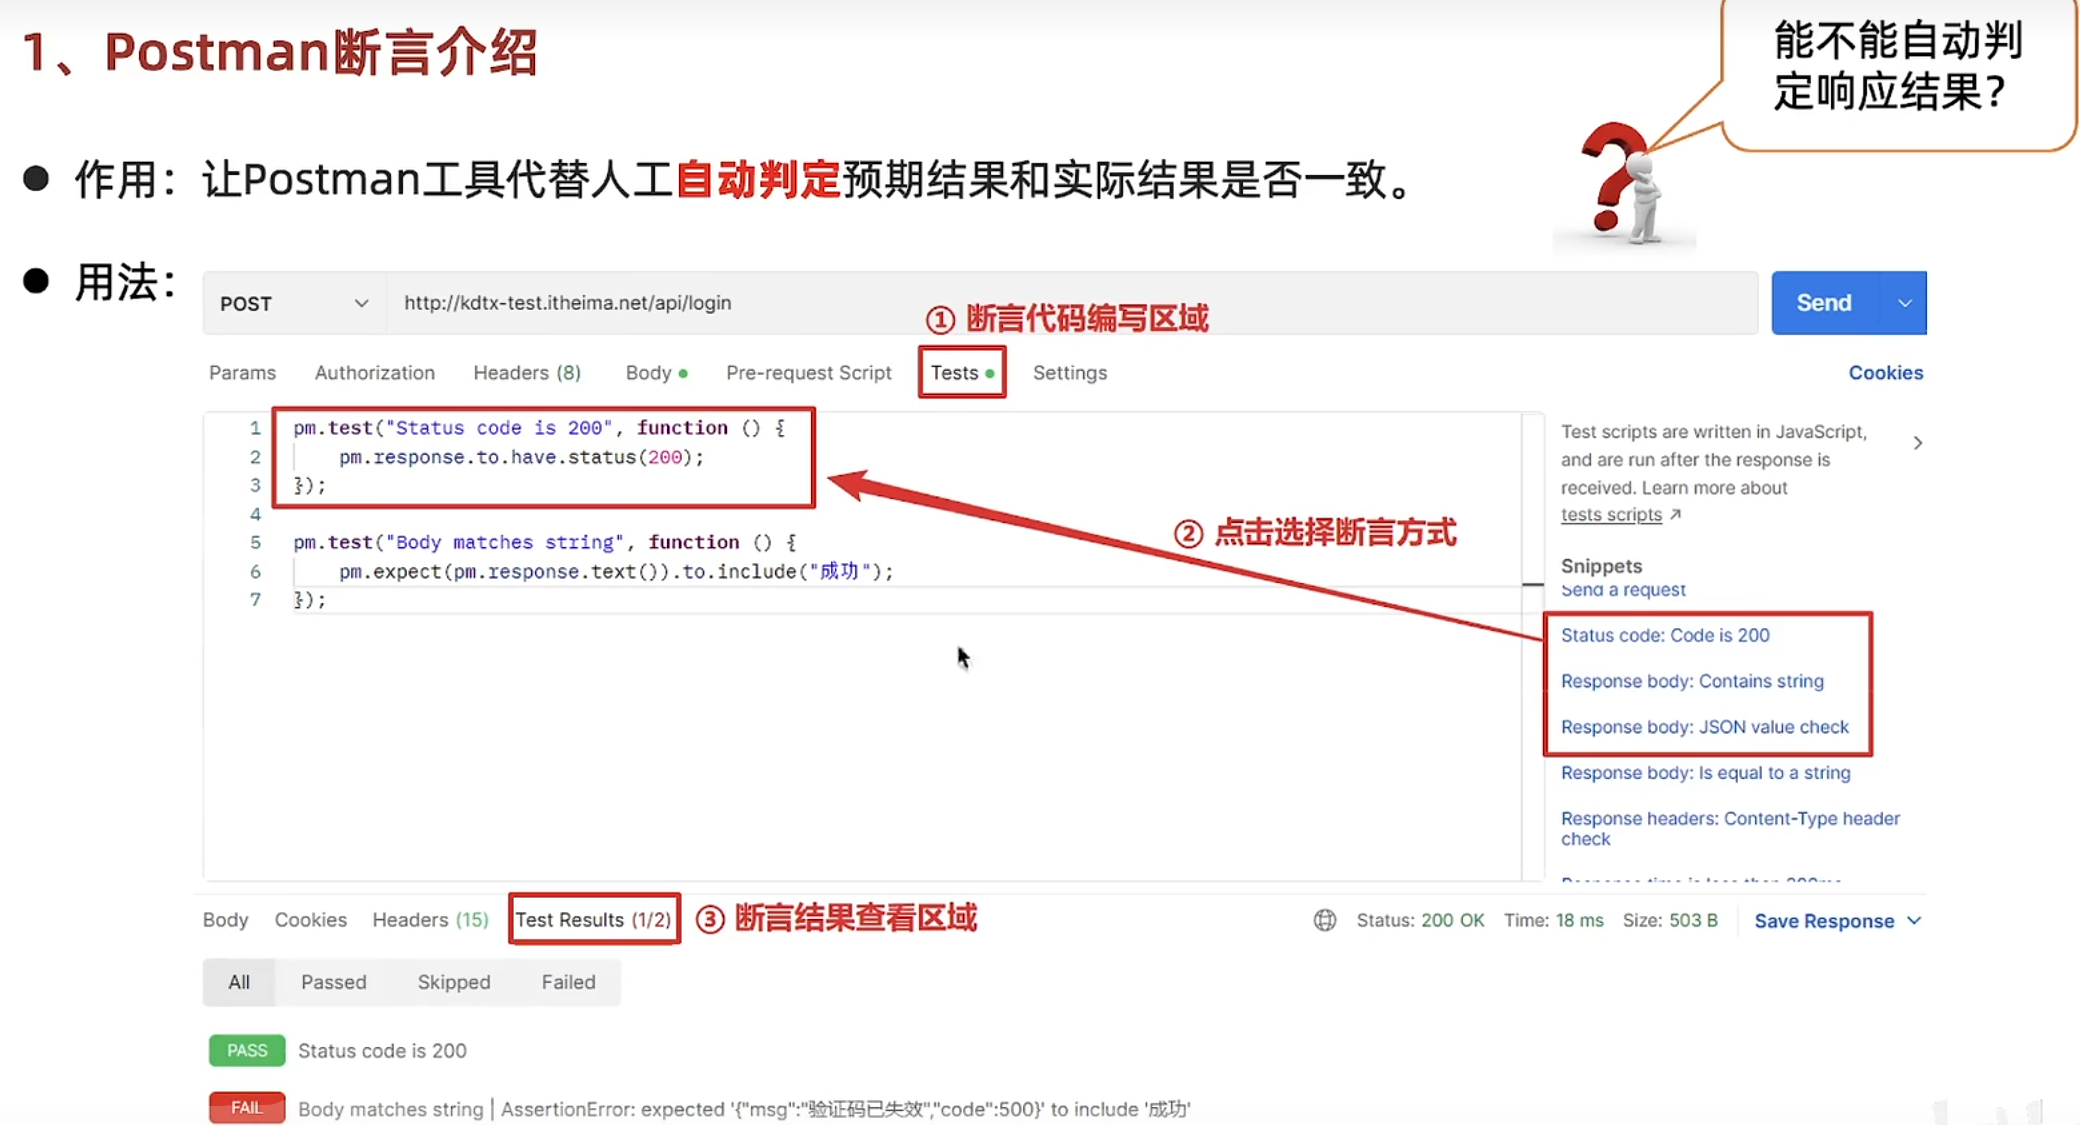 1、Postman断言介绍
能不能自动判
定响应结果？
● 作用：让Postman工具代替人工自动判定预期结果和实际结果是否一致。
● 用法：
POST http://kdtx-test.itheima.net/api/login Send
① 断言代码编写区域
Params Authorization Headers (8) Body Pre-request Script Tests Settings Cookies
1 pm.test("Status code is 200", function () {
2 pm.response.to.have.status(200);
3 });
4
5 pm.test("Body matches string", function () {
6 pm.expect(pm.response.text()).to.include("成功");
7 });
② 点击选择断言方式
Test scripts are written in JavaScript,
and are run after the response is
received. Learn more about
tests scripts ↗
Snippets
Send a request
Status code: Code is 200
Response body: Contains string
Response body: JSON value check
Response body: Is equal to a string
Response headers: Content-Type header
check
Response time is less than 200ms
Body Cookies Headers (15) Test Results (1/2) ③ 断言结果查看区域 Status: 200 OK Time: 18 ms Size: 503 B Save Response
All Passed Skipped Failed
PASS Status code is 200
FAIL Body matches string | AssertionError: expected '{"msg":"验证码已失效","code":500}' to include '成功'